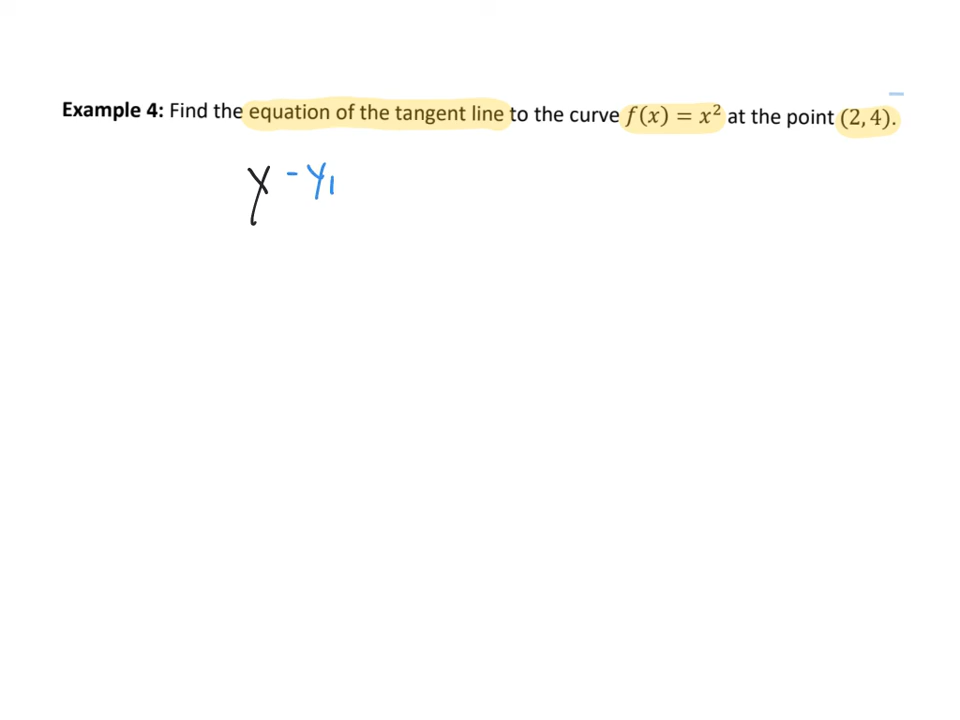 Example 4: Find the equation of the tangent line to the curve f(x) = x² at the point (2, 4).
y - y₁